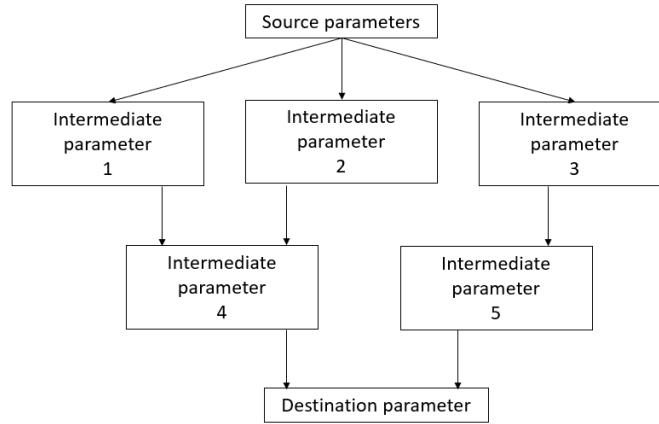 Source parameters
Intermediate
parameter
1
Intermediate
parameter
2
Intermediate
parameter
3
Intermediate
parameter
4
Intermediate
parameter
5
Destination parameter